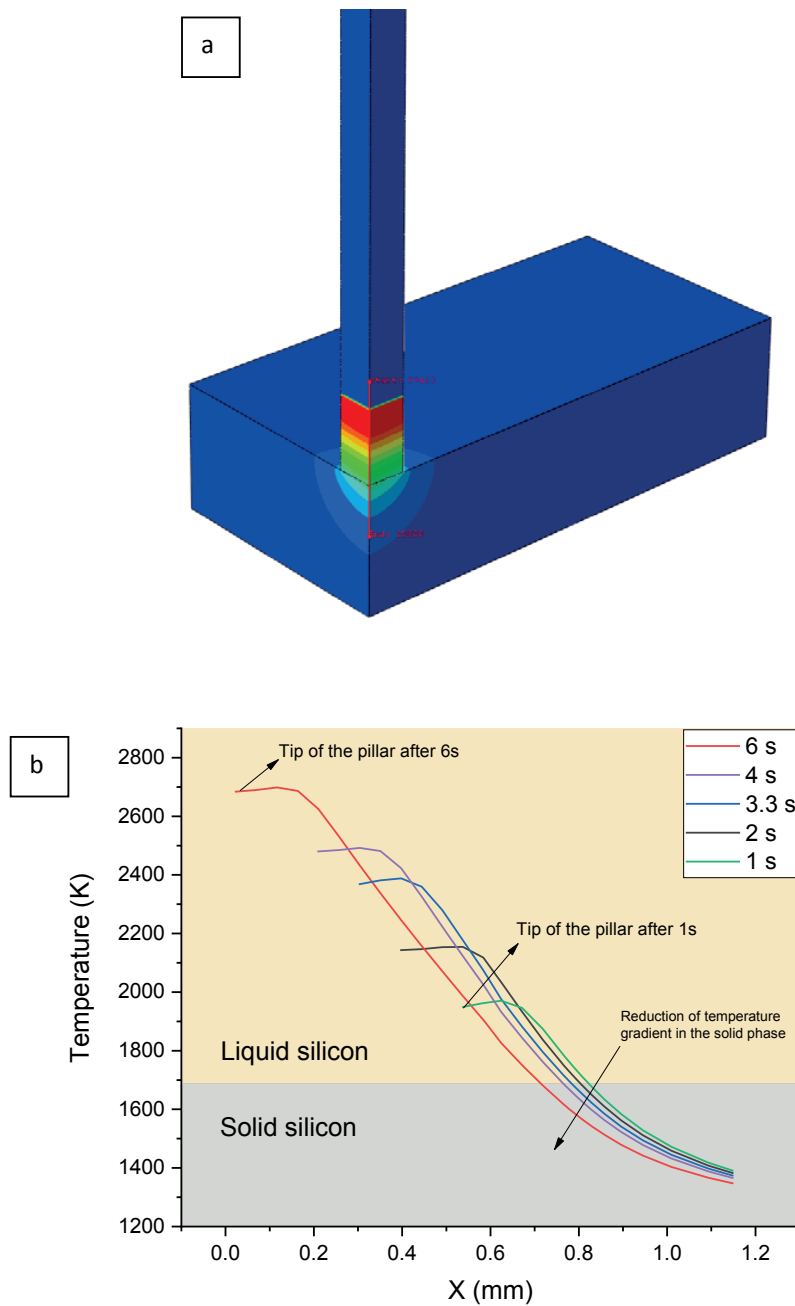 a
b
Tip of the pillar after 6s
6 s
4 s
3.3 s
2 s
1 s
Tip of the pillar after 1s
Reduction of temperature
gradient in the solid phase
Liquid silicon
Solid silicon
Temperature (K)
2800
2600
2400
2200
2000
1800
1600
1400
1200
0.0 0.2 0.4 0.6 0.8 1.0 1.2
X (mm)